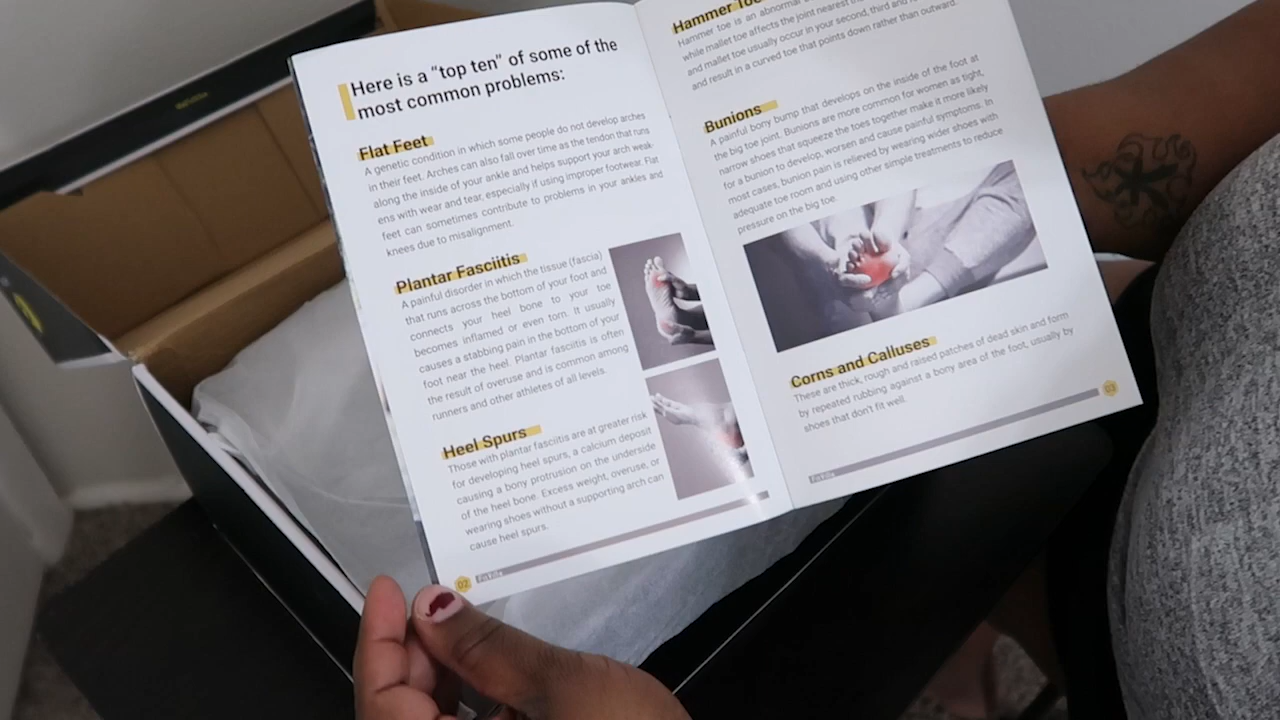 Here is a “top ten” of some of the
most common problems:
Flat Feet
A genetic condition in which some people do not develop arches
in their feet. Arches can also fall over time as the tendon that runs
along the inside of your ankle and helps support your arch weak-
ens with wear and tear, especially if using improper footwear. Flat
feet can sometimes contribute to problems in your ankles and
knees due to misalignment.
Plantar Fasciitis
A painful disorder in which the tissue (fascia)
that runs across the bottom of your foot and
connects your heel bone to your toe
becomes inflamed or even torn. It usually
causes a stabbing pain in the bottom of your
foot near the heel. Plantar fasciitis is often
the result of overuse and is common among
runners and other athletes of all levels.
Heel Spurs
Those with plantar fasciitis are at greater risk
for developing heel spurs, a calcium deposit
causing a bony protrusion on the underside
of the heel bone. Excess weight, overuse, or
wearing shoes without a supporting arch can
cause heel spurs.
02 FitVille
Hammer Toe
Hammer toe is an abnormal
while mallet toe affects the joint nearest the
and mallet toe usually occur in your second, third and
and result in a curved toe that points down rather than outward.
Bunions
A painful bony bump that develops on the inside of the foot at
the big toe joint. Bunions are more common for women as tight,
narrow shoes that squeeze the toes together make it more likely
for a bunion to develop, worsen and cause painful symptoms. In
most cases, bunion pain is relieved by wearing wider shoes with
adequate toe room and using other simple treatments to reduce
pressure on the big toe.
Corns and Calluses
These are thick, rough and raised patches of dead skin and form
by repeated rubbing against a bony area of the foot, usually by
shoes that don't fit well.
FitVille 03